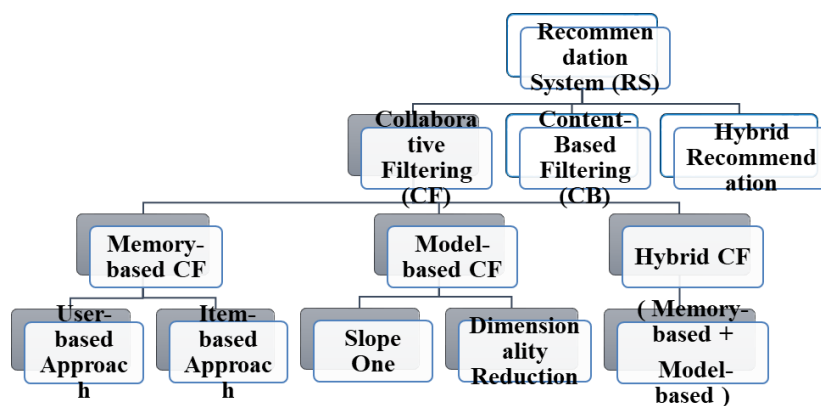 Recommen
dation
System (RS)
Collabora
tive
Filtering
(CF)
Content-
Based
Filtering
(CB)
Hybrid
Recommend
ation
Memory-
based CF
Model-
based CF
Hybrid CF
User-
based
Approac
h
Item-
based
Approac
h
Slope
One
Dimension
ality
Reduction
( Memory-
based +
Model-
based )